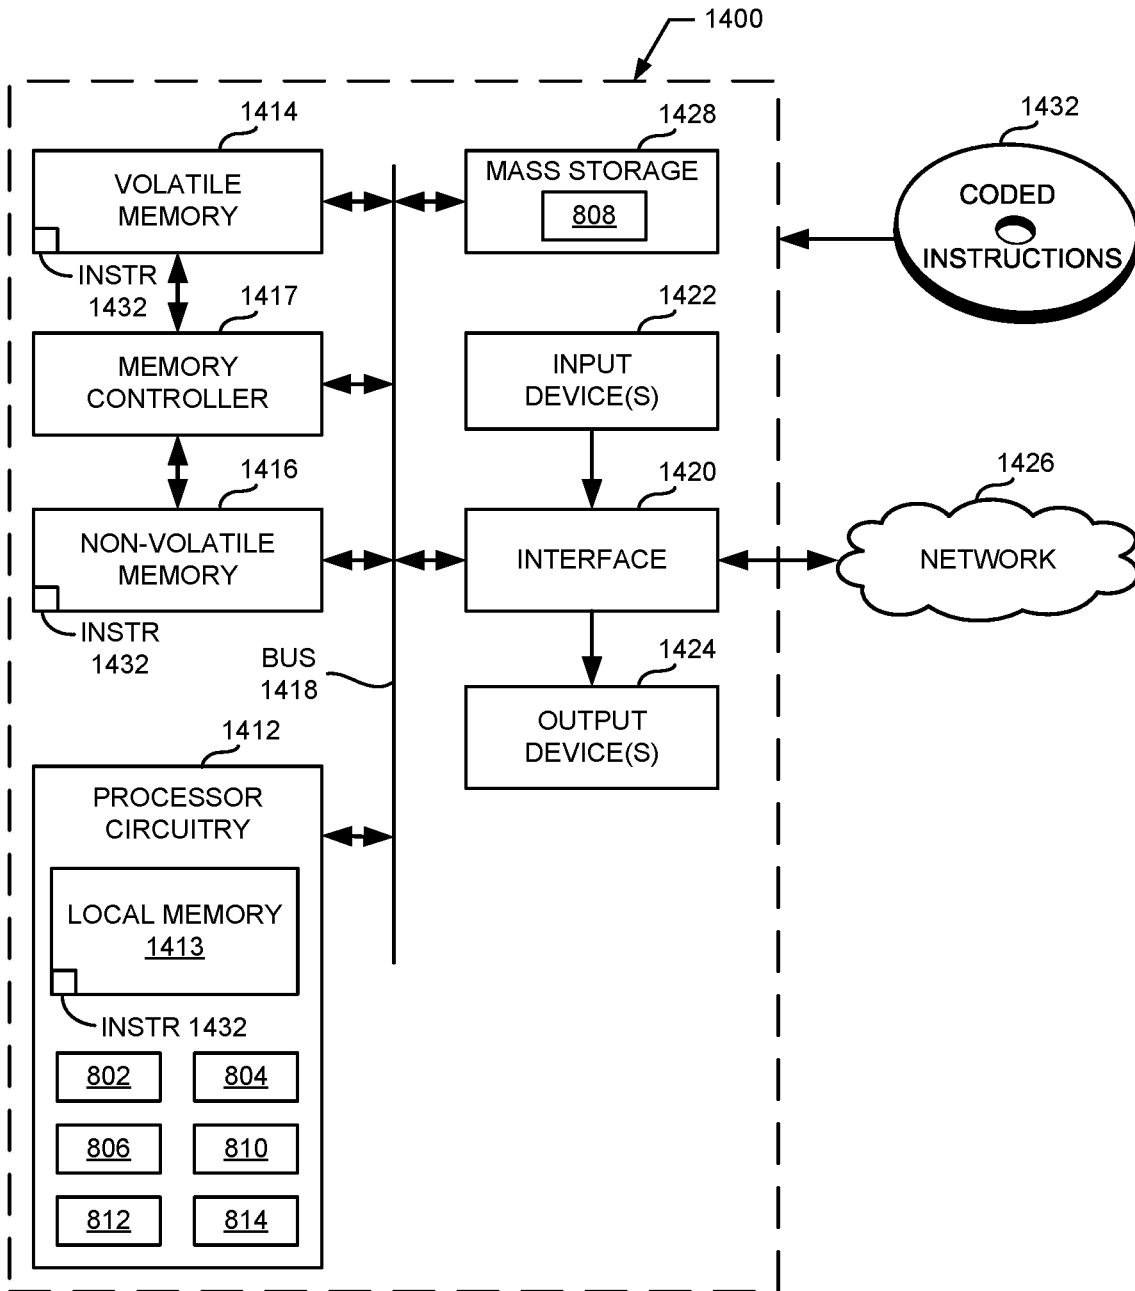 1400
1414
VOLATILE
MEMORY
INSTR
1432
1428
MASS STORAGE
808
1432
CODED
INSTRUCTIONS
1417
MEMORY
CONTROLLER
1422
INPUT
DEVICE(S)
1416
NON-VOLATILE
MEMORY
INSTR
1432
1420
INTERFACE
1426
NETWORK
BUS
1418
1424
OUTPUT
DEVICE(S)
1412
PROCESSOR
CIRCUITRY
LOCAL MEMORY
1413
INSTR 1432
802
804
806
810
812
814